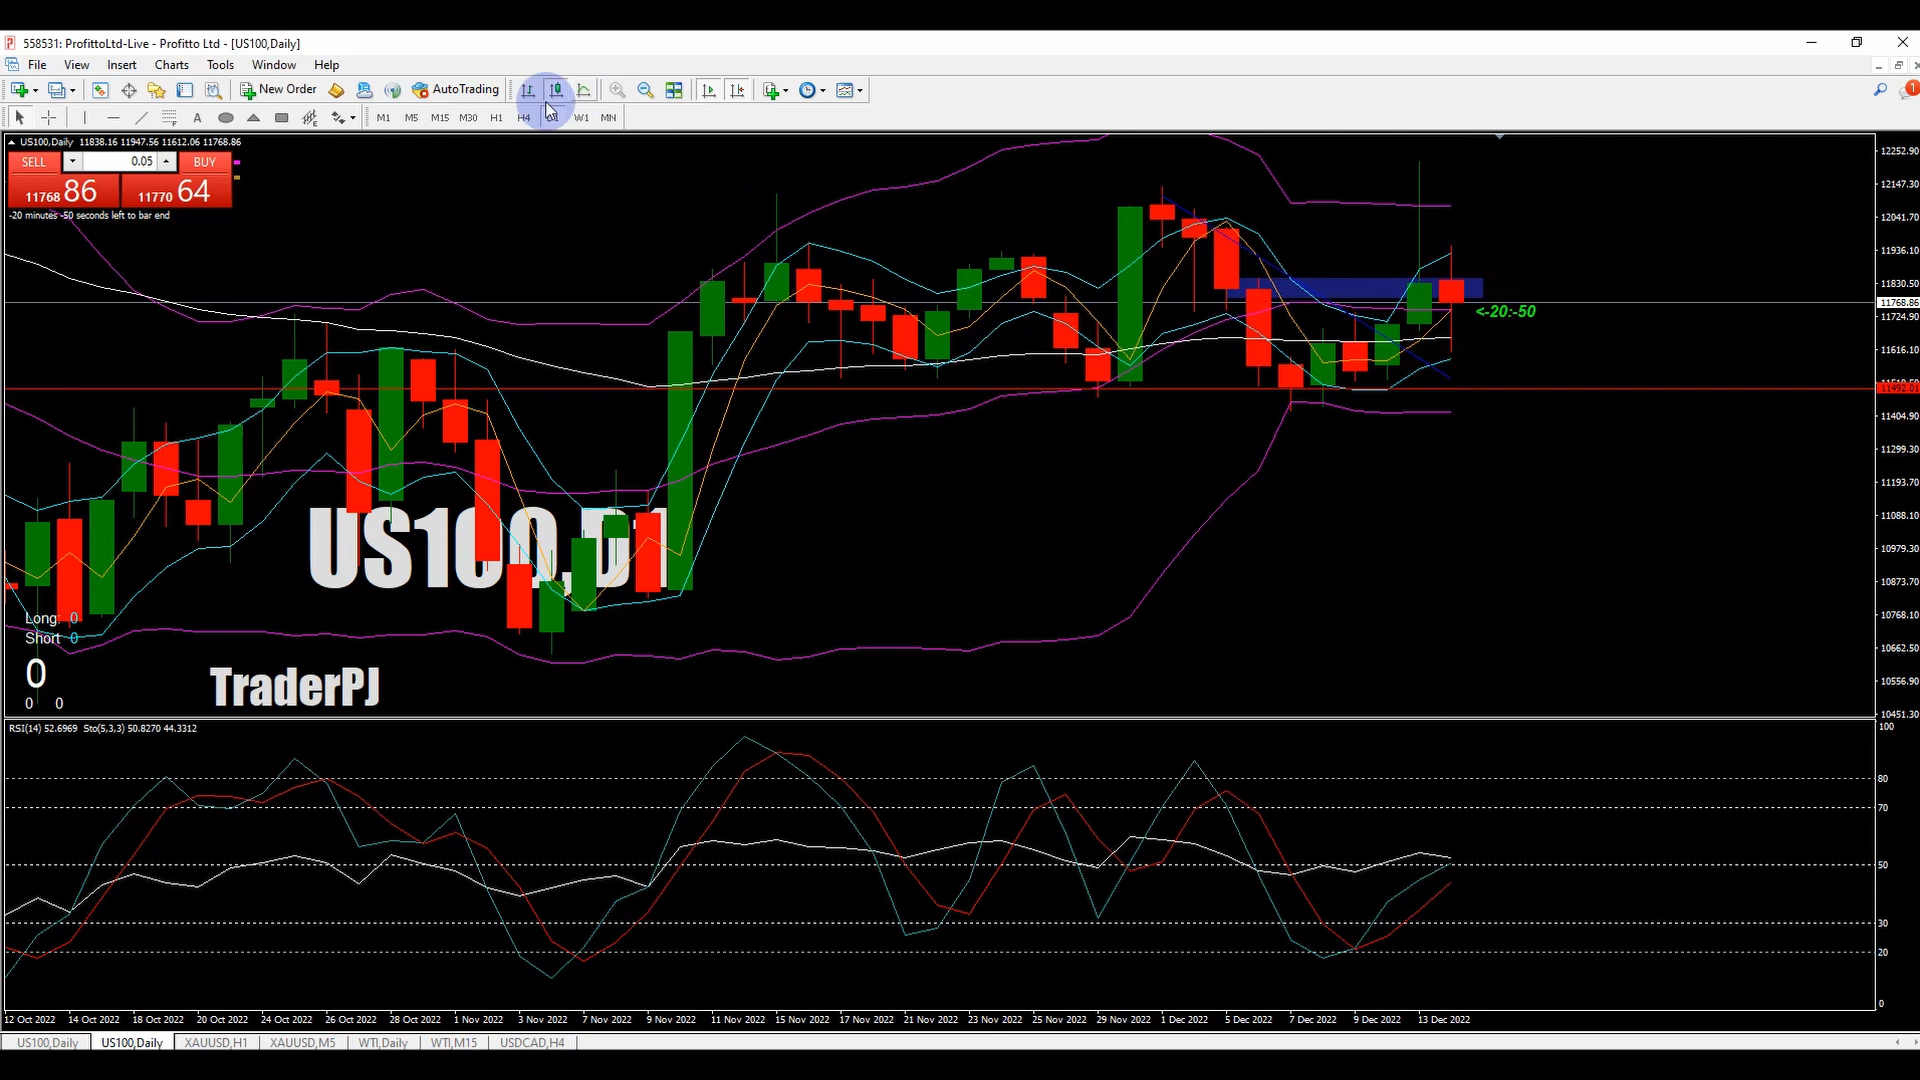 558531: ProfittoLtd-Live - Profitto Ltd - [US100,Daily]
File View Insert Charts Tools Window Help
New Order AutoTrading
1
A M1 M5 M15 M30 H1 H4 W1 MN
US100,Daily 11838.16 11947.56 11612.06 11768.86
SELL 0.05 BUY
11768 86 11770 64
-20 minutes -50 seconds left to bar end
<-20:-50
US100,D1
Long: 0
Short 0
0
0 0
TraderPJ
12252.90
12147.30
12041.70
11936.10
11830.50
11768.86
11724.90
11616.10
11492.01
11404.90
11299.30
11193.70
11088.10
10979.30
10873.70
10768.10
10662.50
10556.90
10451.30
RSI(14) 52.6969 Sto(5,3,3) 50.8270 44.3312
100
80
70
50
30
20
0
12 Oct 2022 14 Oct 2022 18 Oct 2022 20 Oct 2022 24 Oct 2022 26 Oct 2022 28 Oct 2022 1 Nov 2022 3 Nov 2022 7 Nov 2022 9 Nov 2022 11 Nov 2022 15 Nov 2022 17 Nov 2022 21 Nov 2022 23 Nov 2022 25 Nov 2022 29 Nov 2022 1 Dec 2022 5 Dec 2022 7 Dec 2022 9 Dec 2022 13 Dec 2022
US100,Daily US100,Daily XAUUSD,H1 XAUUSD,M5 WTI,Daily WTI,M15 USDCAD,H4